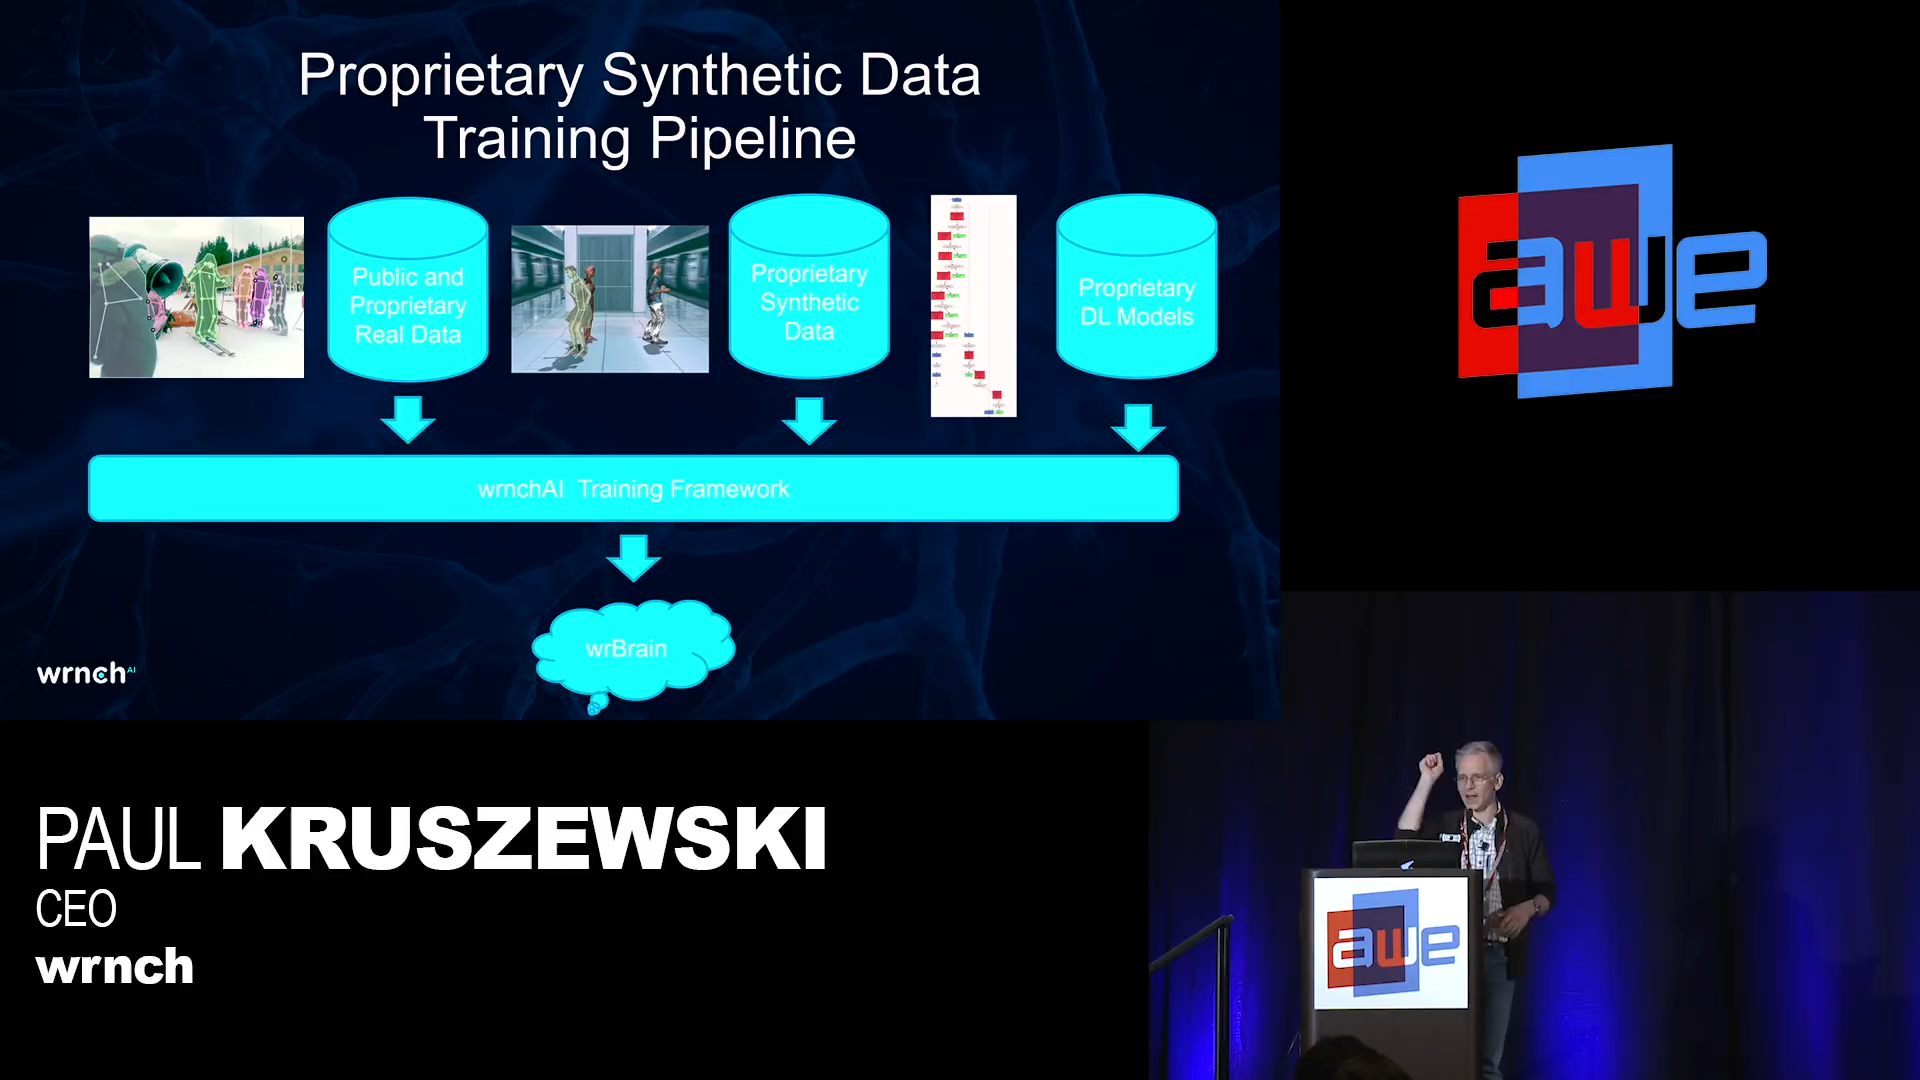 Proprietary Synthetic Data
Training Pipeline
Public and
Proprietary
Real Data
Proprietary
Synthetic
Data
Proprietary
DL Models
wrnchAI Training Framework
wrBrain
wrnch AI
awe
PAUL KRUSZEWSKI
CEO
wrnch
awe